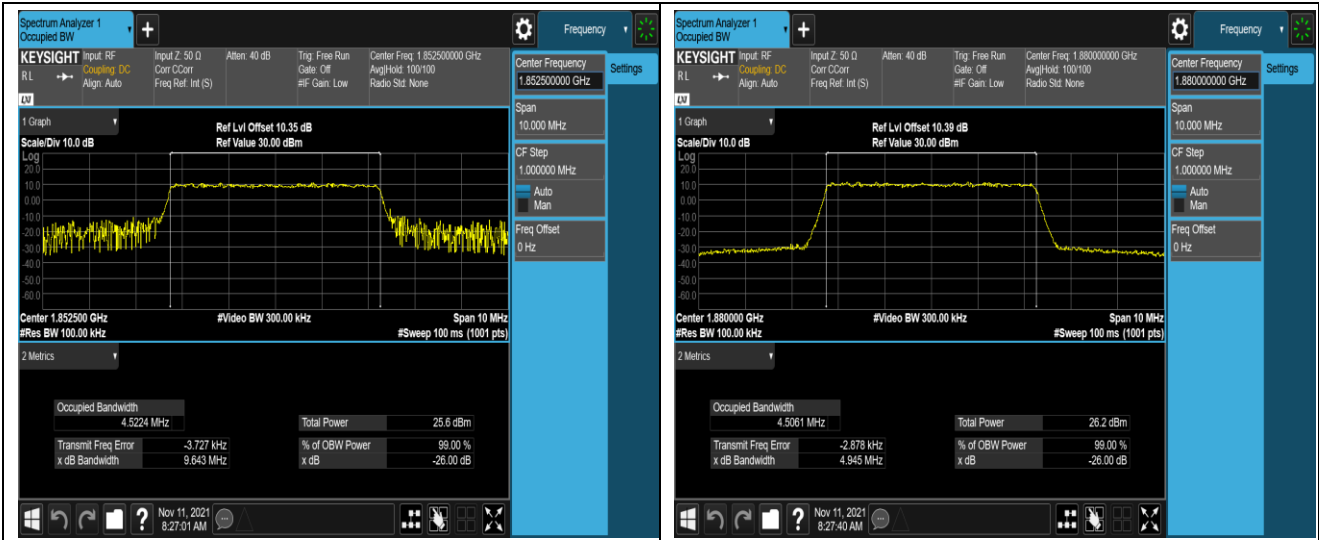 Spectrum Analyzer 1
Occupied BW
+
Frequency
KEYSIGHT
Input: RF
Coupling: DC
Align: Auto
Input Z: 50 Ω
Corr CCorr
Freq Ref: Int (S)
Atten: 40 dB
Trig: Free Run
Gate: Off
#IF Gain: Low
Center Freq: 1.852500000 GHz
Avg|Hold: 100/100
Radio Std: None
R L
LXI
Center Frequency
1.852500000 GHz
Settings
Span
10.000 MHz
CF Step
1.000000 MHz
Auto
Man
Freq Offset
0 Hz
1 Graph
Scale/Div 10.0 dB
Ref Lvl Offset 10.35 dB
Ref Value 30.00 dBm
Log
20.0
10.0
0.00
-10.0
-20.0
-30.0
-40.0
-50.0
-60.0
Center 1.852500 GHz
#Video BW 300.00 kHz
Span 10 MHz
#Res BW 100.00 kHz
#Sweep 100 ms (1001 pts)
2 Metrics
Occupied Bandwidth
4.5224 MHz
Total Power 25.6 dBm
Transmit Freq Error -3.727 kHz
% of OBW Power 99.00 %
x dB Bandwidth 9.643 MHz
x dB -26.00 dB
?
Nov 11, 2021
8:27:01 AM
Spectrum Analyzer 1
Occupied BW
+
Frequency
KEYSIGHT
Input: RF
Coupling: DC
Align: Auto
Input Z: 50 Ω
Corr CCorr
Freq Ref: Int (S)
Atten: 40 dB
Trig: Free Run
Gate: Off
#IF Gain: Low
Center Freq: 1.880000000 GHz
Avg|Hold: 100/100
Radio Std: None
R L
LXI
Center Frequency
1.880000000 GHz
Settings
Span
10.000 MHz
CF Step
1.000000 MHz
Auto
Man
Freq Offset
0 Hz
1 Graph
Scale/Div 10.0 dB
Ref Lvl Offset 10.39 dB
Ref Value 30.00 dBm
Log
20.0
10.0
0.00
-10.0
-20.0
-30.0
-40.0
-50.0
-60.0
Center 1.880000 GHz
#Video BW 300.00 kHz
Span 10 MHz
#Res BW 100.00 kHz
#Sweep 100 ms (1001 pts)
2 Metrics
Occupied Bandwidth
4.5061 MHz
Total Power 26.2 dBm
Transmit Freq Error -2.878 kHz
% of OBW Power 99.00 %
x dB Bandwidth 4.945 MHz
x dB -26.00 dB
?
Nov 11, 2021
8:27:40 AM